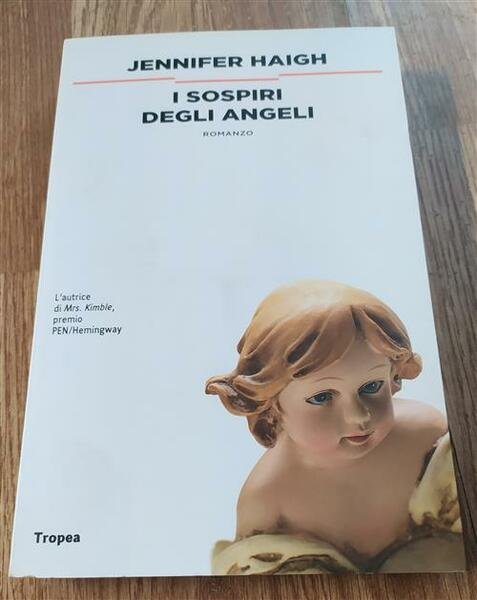 JENNIFER HAIGH
I SOSPIRI
DEGLI ANGELI
ROMANZO
L'autrice
di Mrs. Kimble,
premio
PEN/Hemingway
Tropea